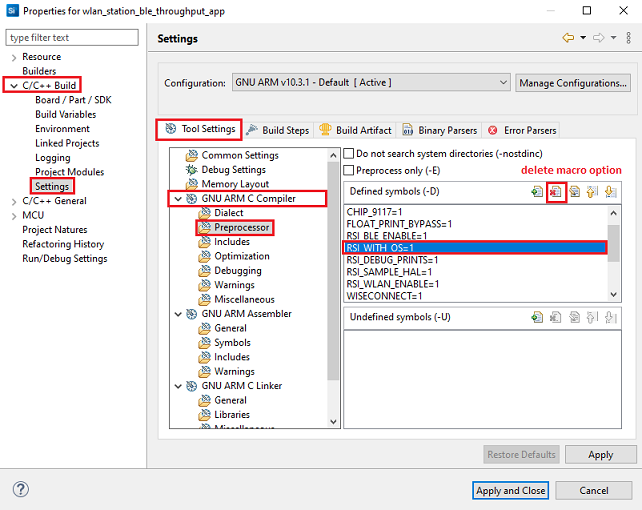 Si Properties for wlan_station_ble_throughput_app
type filter text
Resource
Builders
C/C++ Build
Board / Part / SDK
Build Variables
Environment
Linked Projects
Logging
Project Modules
Settings
C/C++ General
MCU
Project Natures
Refactoring History
Run/Debug Settings
Settings
Configuration: GNU ARM v10.3.1 - Default [ Active ] Manage Configurations...
Tool Settings Build Steps Build Artifact Binary Parsers Error Parsers
Common Settings
Debug Settings
Memory Layout
GNU ARM C Compiler
Dialect
Preprocessor
Includes
Optimization
Debugging
Warnings
Miscellaneous
GNU ARM Assembler
General
Symbols
Includes
Warnings
GNU ARM C Linker
General
Libraries
Miscellaneous
Do not search system directories (-nostdinc)
Preprocess only (-E)
delete macro option
Defined symbols (-D)
CHIP_9117=1
FLOAT_PRINT_BYPASS=1
RSI_BLE_ENABLE=1
RSI_WITH_OS=1
RSI_DEBUG_PRINTS=1
RSI_SAMPLE_HAL=1
RSI_WLAN_ENABLE=1
WISECONNECT=1
Undefined symbols (-U)
Restore Defaults Apply
? Apply and Close Cancel